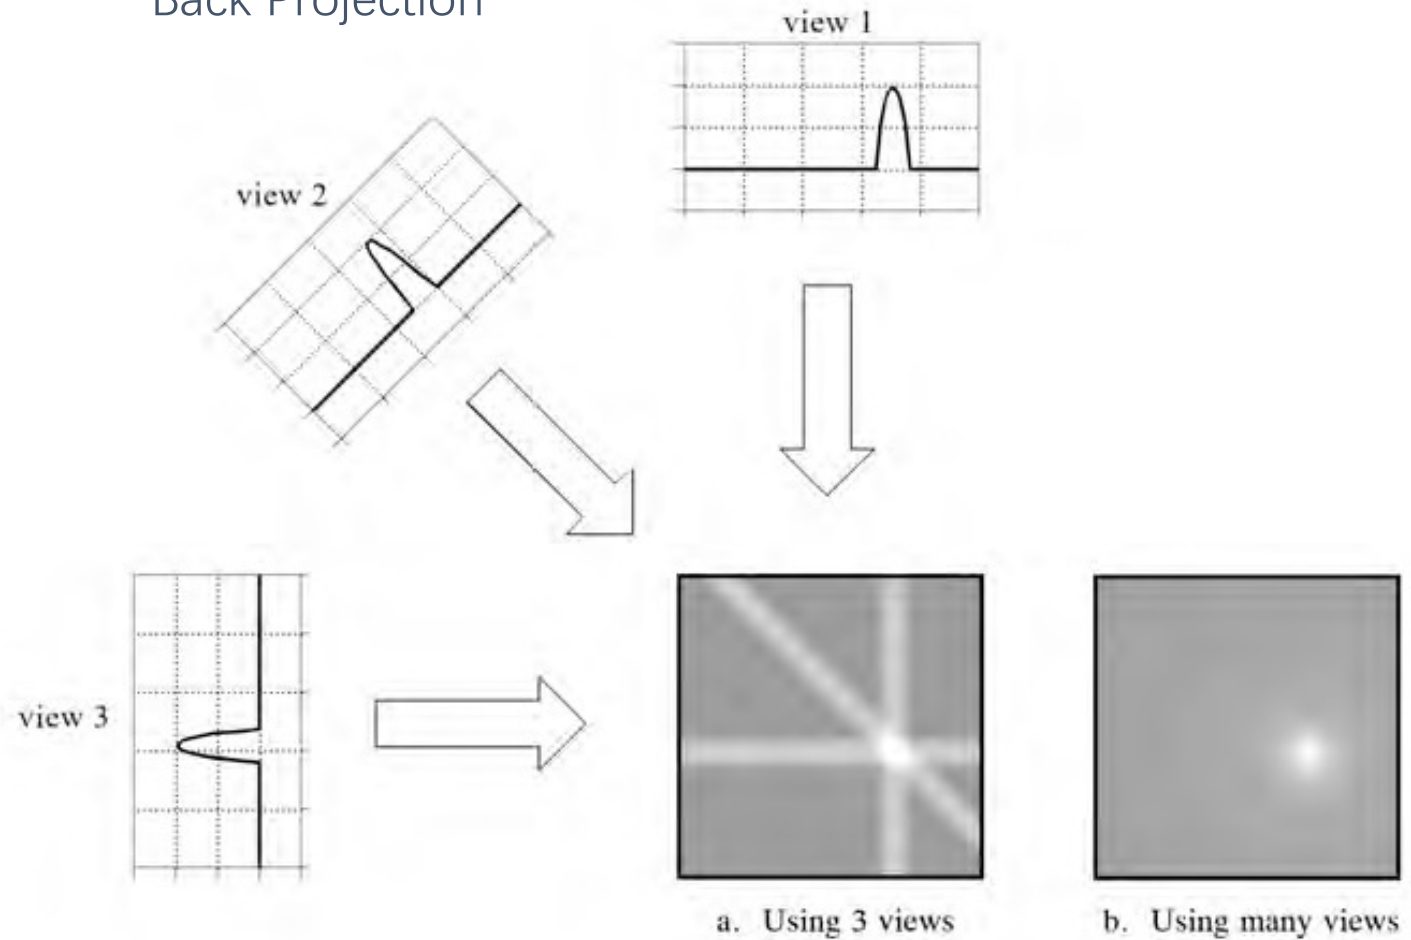 Back Projection
view 1
view 2
view 3
a. Using 3 views
b. Using many views